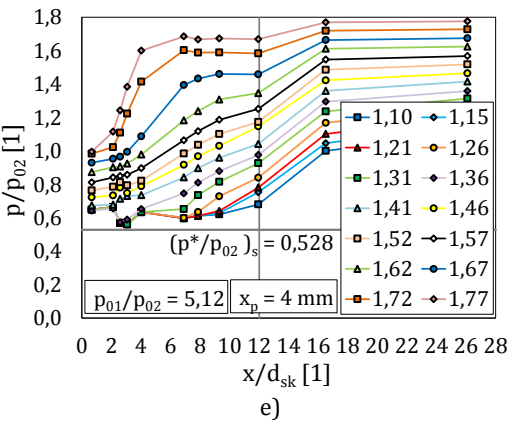 1,8
1,6
1,4
1,2
1,0
0,8
0,6
0,4
0,2
0,0
p/p02 [1]
1,10 1,15
1,21 1,26
1,31 1,36
1,41 1,46
1,52 1,57
1,62 1,67
1,72 1,77
(p*/p02 )s = 0,528
p01/p02 = 5,12
xp = 4 mm
0 2 4 6 8 10 12 14 16 18 20 22 24 26 28
x/dsk [1]
e)